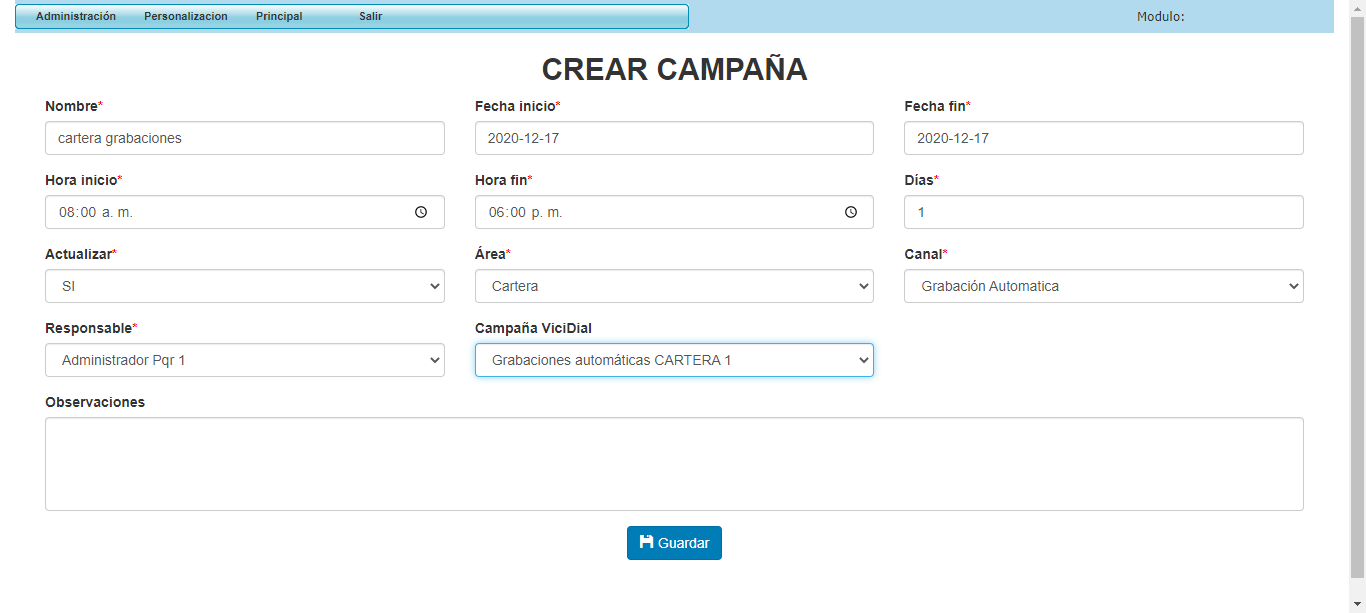 Administración Personalizacion Principal Salir Modulo:
CREAR CAMPAÑA
Nombre* Fecha inicio* Fecha fin*
cartera grabaciones 2020-12-17 2020-12-17
Hora inicio* Hora fin* Días*
08:00 a. m. 06:00 p. m. 1
Actualizar* Área* Canal*
SI Cartera Grabación Automatica
Responsable* Campaña ViciDial
Administrador Pqr 1 Grabaciones automáticas CARTERA 1
Observaciones
Guardar